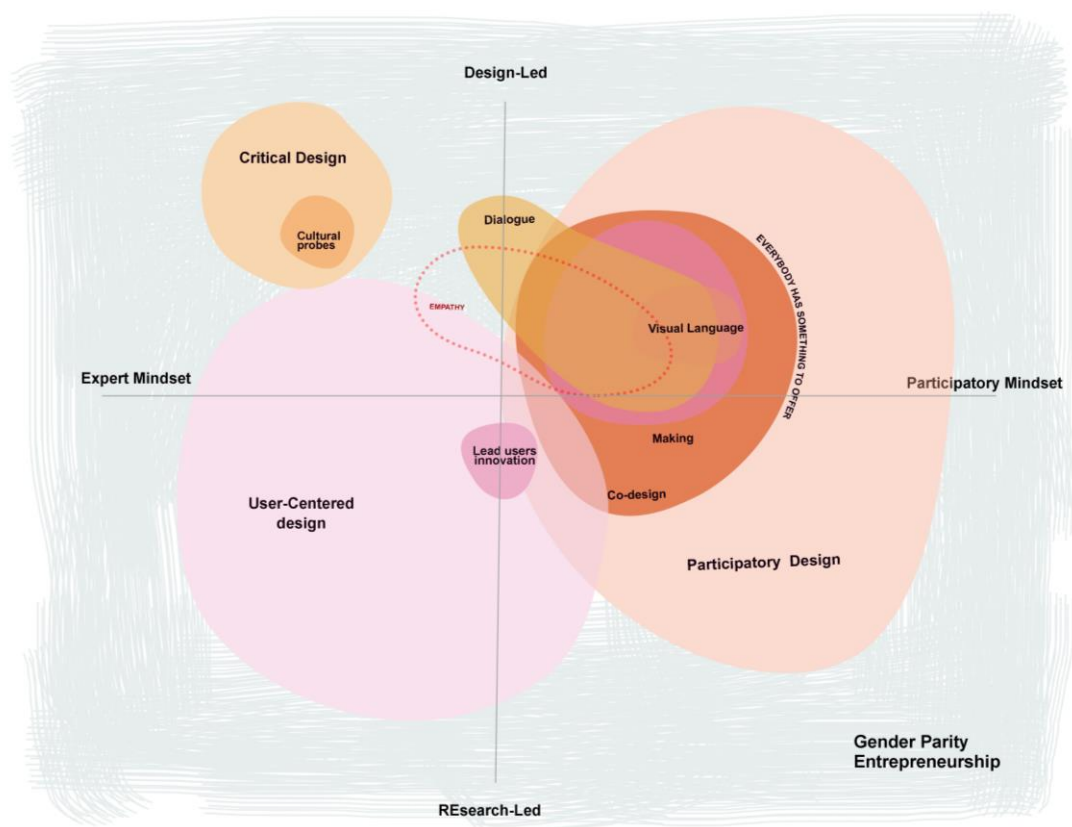 Design-Led
Critical Design
Cultural
probes
Dialogue
EVERYBODY HAS SOMETHING TO OFFER
EMPATHY
Visual Language
Expert Mindset
Participatory Mindset
Making
Lead users
innovation
Co-design
User-Centered
design
Participatory Design
Gender Parity
Entrepreneurship
REsearch-Led